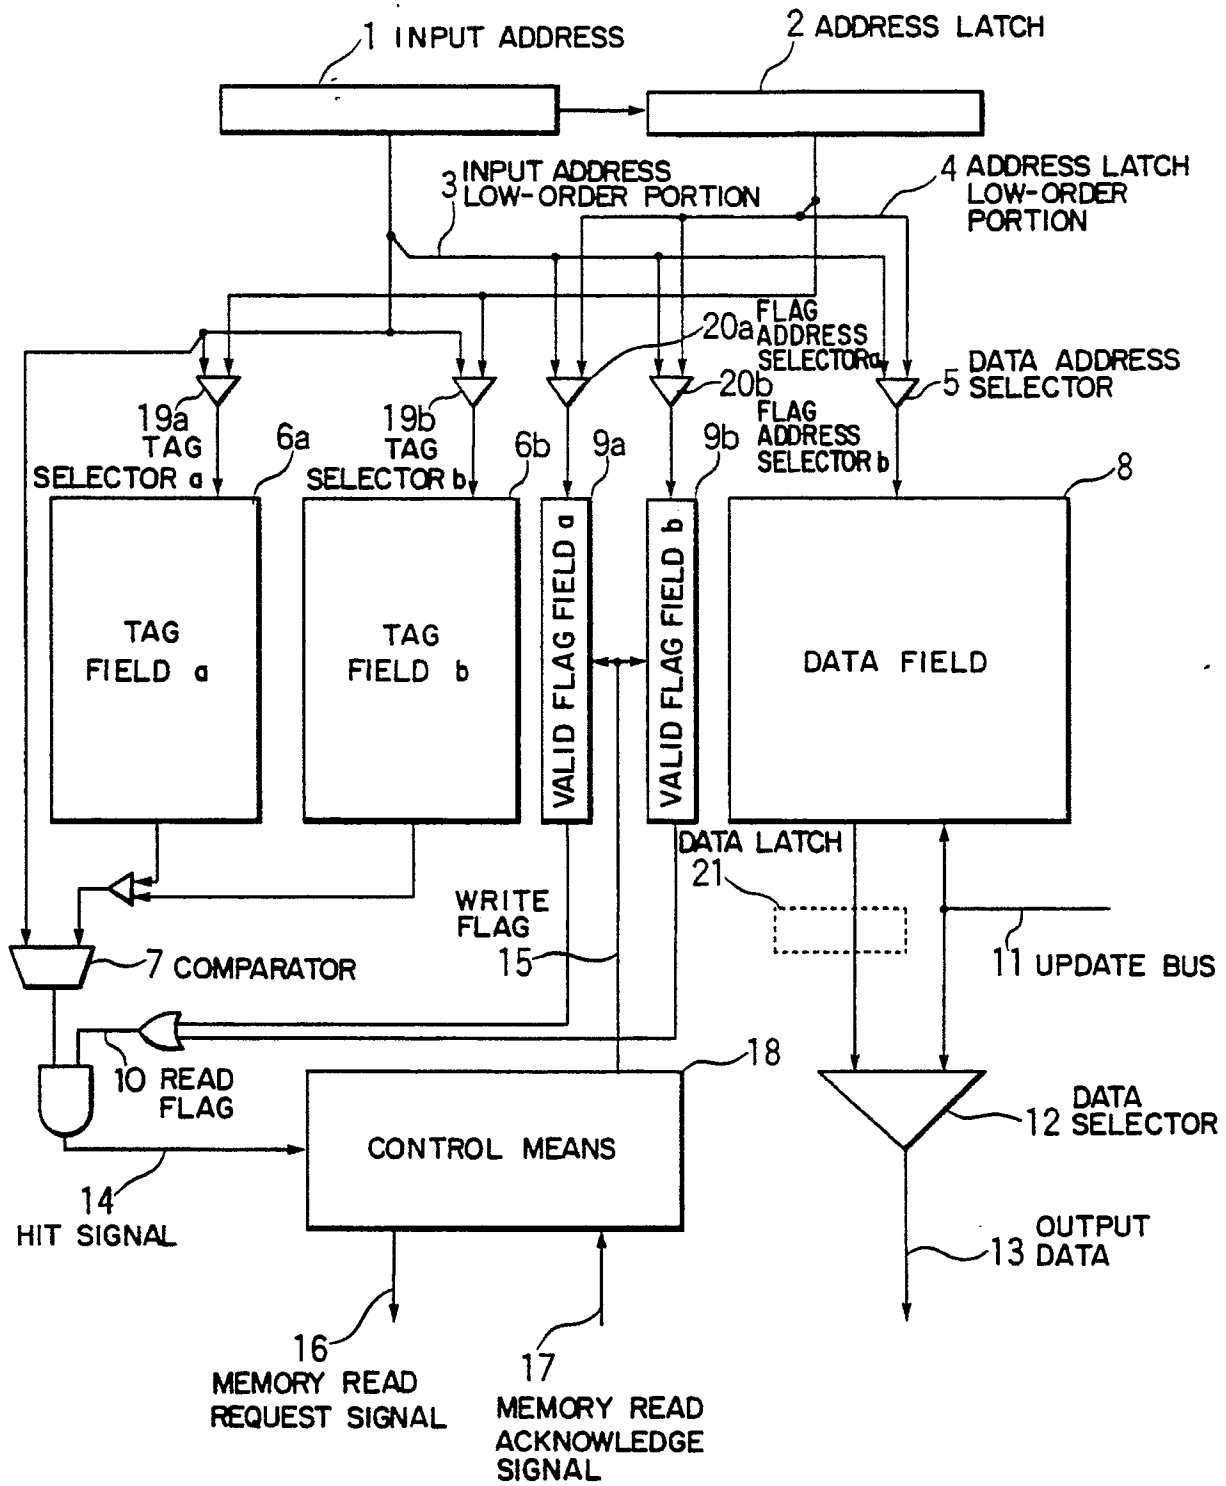 1 INPUT ADDRESS
2 ADDRESS LATCH
3 INPUT ADDRESS
LOW-ORDER PORTION
4 ADDRESS LATCH
LOW-ORDER
PORTION
20a FLAG
ADDRESS
SELECTOR a
5 DATA ADDRESS
SELECTOR
19a
TAG
SELECTOR a
6a
19b
TAG
SELECTOR b
6b
9a
20b
FLAG
ADDRESS
SELECTOR b
9b
8
TAG
FIELD a
TAG
FIELD b
VALID FLAG FIELD a
VALID FLAG FIELD b
DATA FIELD
DATA LATCH
21
WRITE
FLAG
15
11 UPDATE BUS
7 COMPARATOR
10 READ
FLAG
18
CONTROL MEANS
12 DATA
SELECTOR
14
HIT SIGNAL
13 OUTPUT
DATA
16
MEMORY READ
REQUEST SIGNAL
17
MEMORY READ
ACKNOWLEDGE
SIGNAL